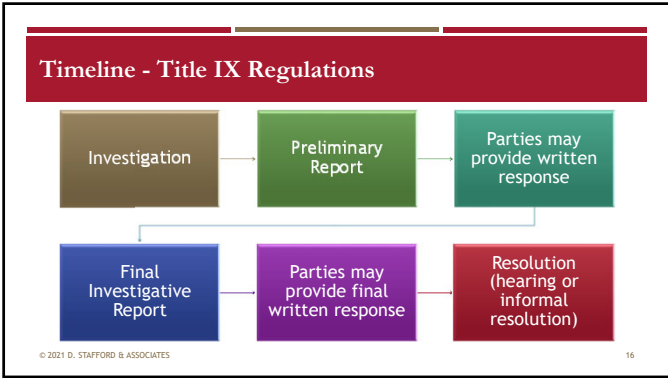 Timeline - Title IX Regulations
Investigation
Preliminary
Report
Parties may
provide written
response
Final
Investigative
Report
Parties may
provide final
written response
Resolution
(hearing or
informal
resolution)
© 2021 D. STAFFORD & ASSOCIATES
16